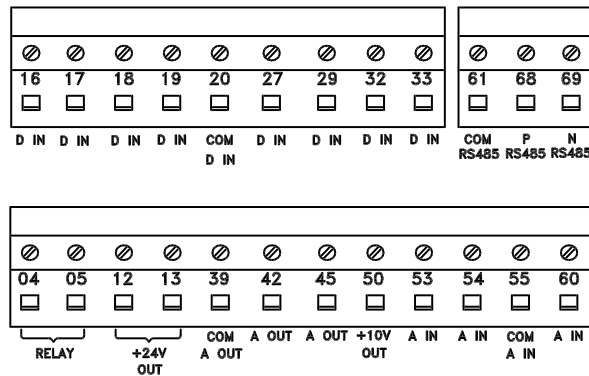 16 17 18 19 20 27 29 32 33 61 68 69
D IN D IN D IN D IN COM D IN D IN D IN D IN COM P N
D IN RS485 RS485 RS485
04 05 12 13 39 42 45 50 53 54 55 60
RELAY +24V COM A OUT A OUT +10V A IN A IN COM A IN
OUT A OUT OUT A IN